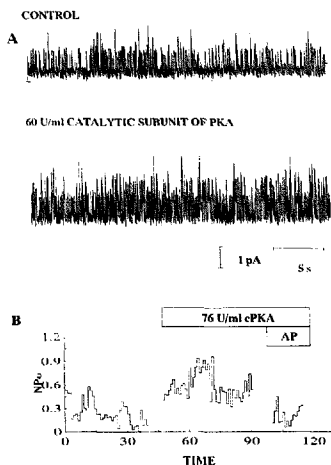 CONTROL
A
60 U/ml CATALYTIC SUBUNIT OF PKA
1 pA
5 s
B
76 U/ml cPKA
AP
NPo
1.2
0.9
0.6
0.3
0
0 30 60 90 120
TIME